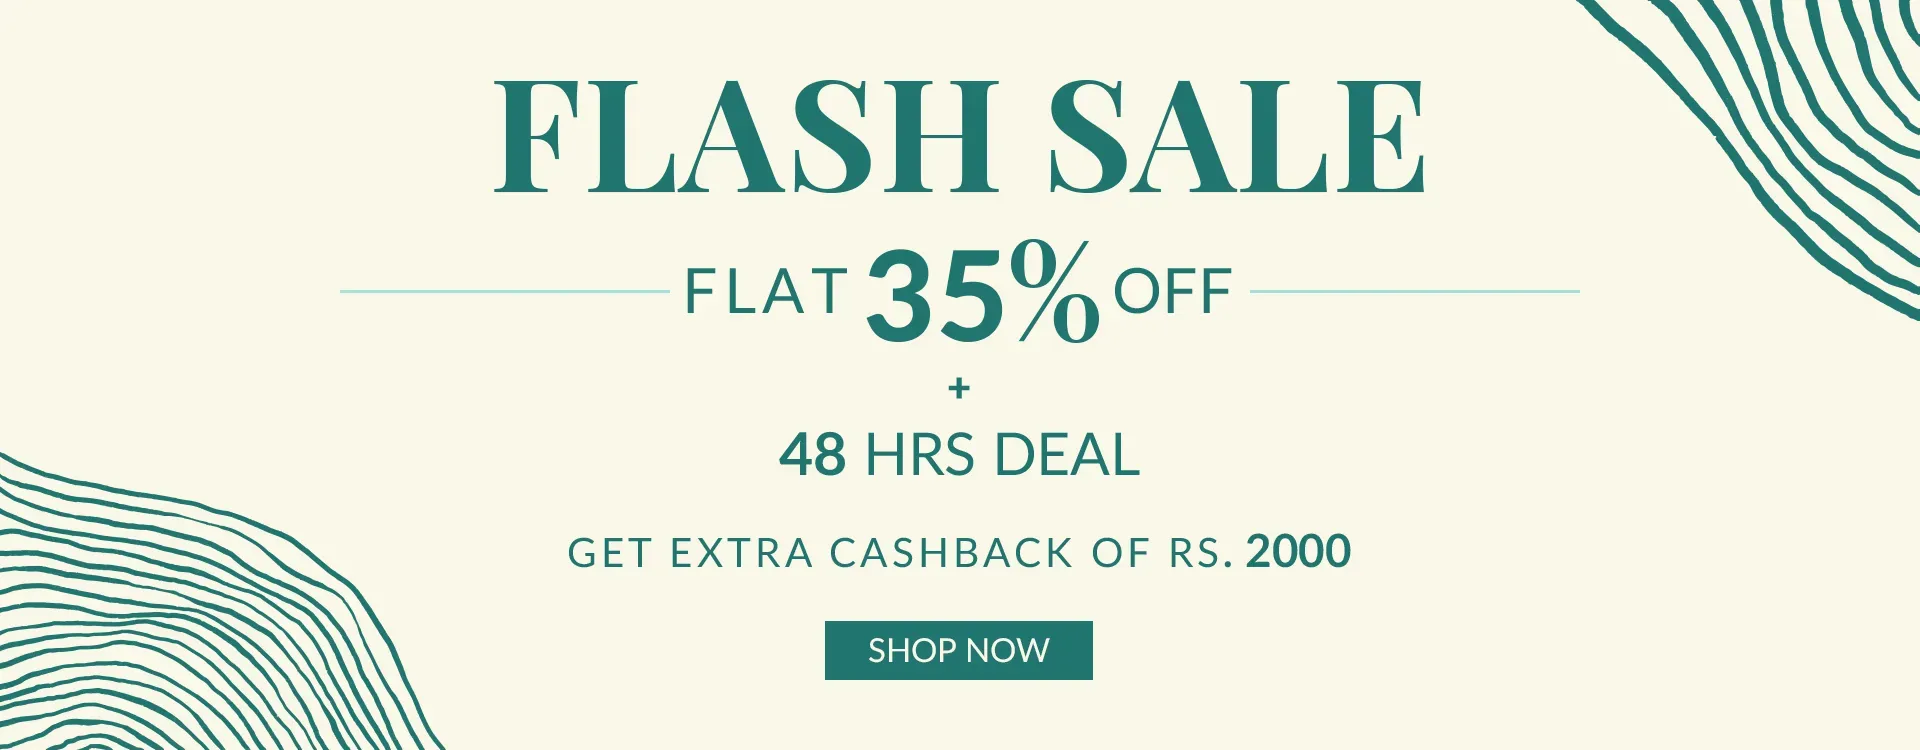 FLASH SALE
FLAT 35% OFF
+
48 HRS DEAL
GET EXTRA CASHBACK OF RS. 2000
SHOP NOW